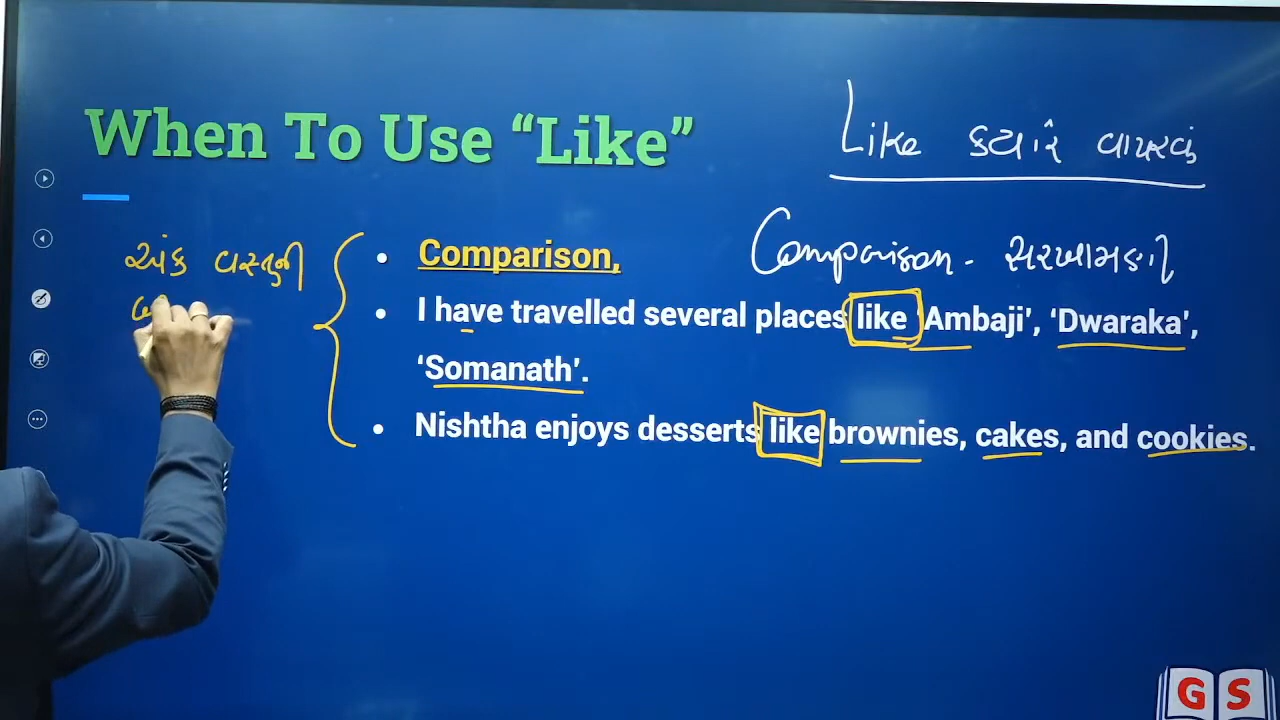 When To Use “Like”
Like ક્યારે વાપરવું
Comparison,
Comparison - સરખામણી
એક વસ્તુની
I have travelled several places like ‘Ambaji’, ‘Dwaraka’,
‘Somanath’.
Nishtha enjoys desserts like brownies, cakes, and cookies.
GS